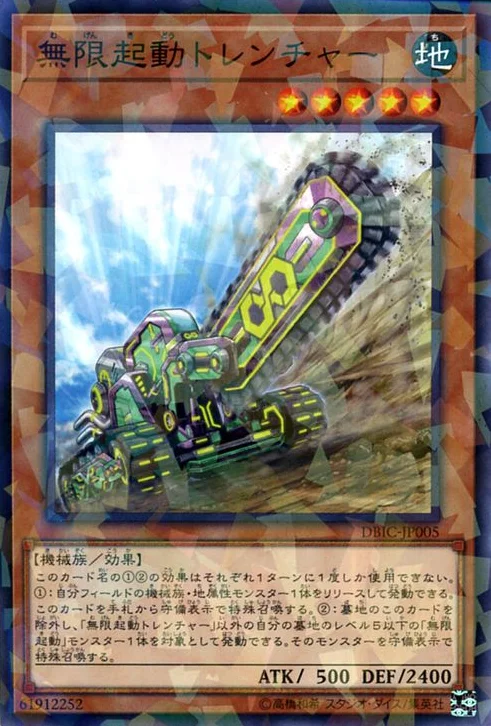 無限起動トレンチャー
地
DBIC-JP005
[機械族/効果]
このカード名の①②の効果はそれぞれ1ターンに1度しか使用できない。
①:自分フィールドの機械族・地属性モンスター1体をリリースして発動できる。
このカードを手札から守備表示で特殊召喚する。②:墓地のこのカード
を除外し、「無限起動トレンチャー」以外の自分の墓地のレベル5以下の「無限
起動」モンスター1体を対象として発動できる。そのモンスターを守備表示で
特殊召喚する。
ATK/ 500 DEF/2400
61912252
©高橋和希 スタジオ・ダイス/集英社